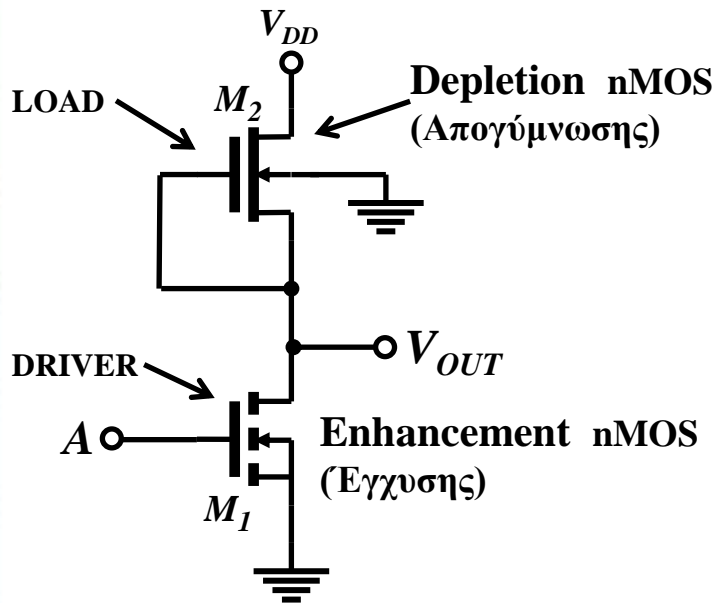 V_DD
LOAD
M_2
Depletion nMOS
(Απογύμνωσης)
DRIVER
V_OUT
A
M_1
Enhancement nMOS
(Έγχυσης)